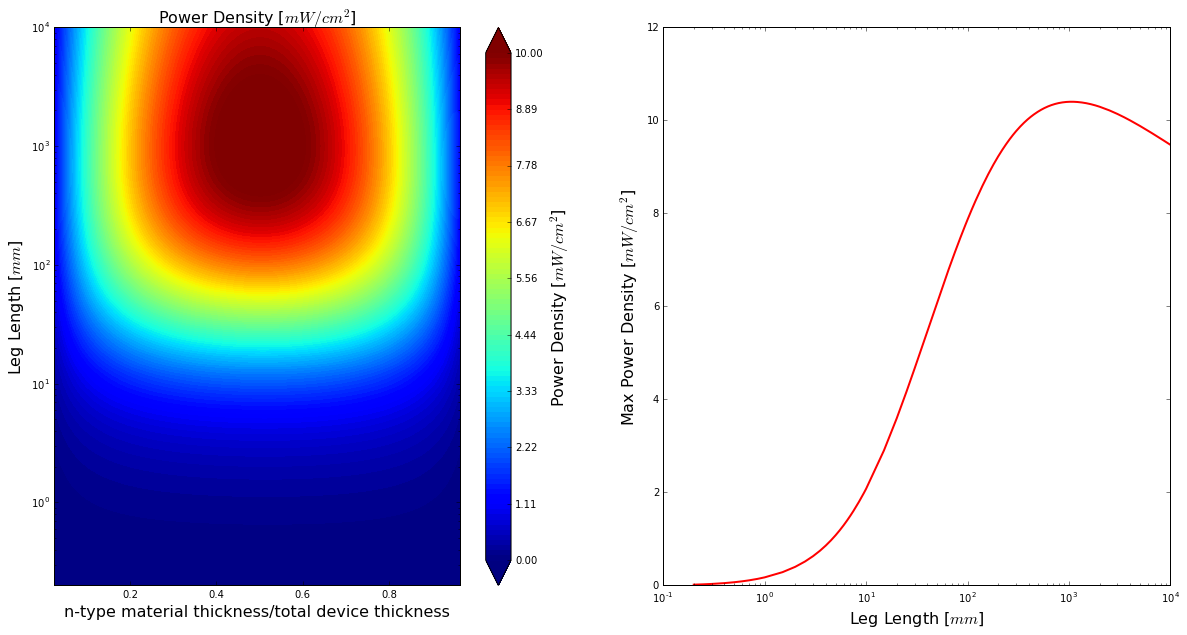 Power Density [mW/cm²]
10⁴
10³
10²
10¹
10⁰
Leg Length [mm]
0.2 0.4 0.6 0.8
n-type material thickness/total device thickness
10.00
8.89
7.78
6.67
5.56
4.44
3.33
2.22
1.11
0.00
Power Density [mW/cm²]
12
10
8
6
4
2
0
Max Power Density [mW/cm²]
10⁻¹ 10⁰ 10¹ 10² 10³ 10⁴
Leg Length [mm]